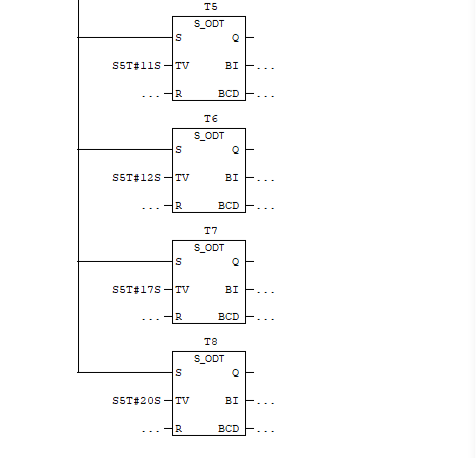 T5
S_ODT
S Q
S5T#11S TV BI ...
... R BCD ...
T6
S_ODT
S Q
S5T#12S TV BI ...
... R BCD ...
T7
S_ODT
S Q
S5T#17S TV BI ...
... R BCD ...
T8
S_ODT
S Q
S5T#20S TV BI ...
... R BCD ...